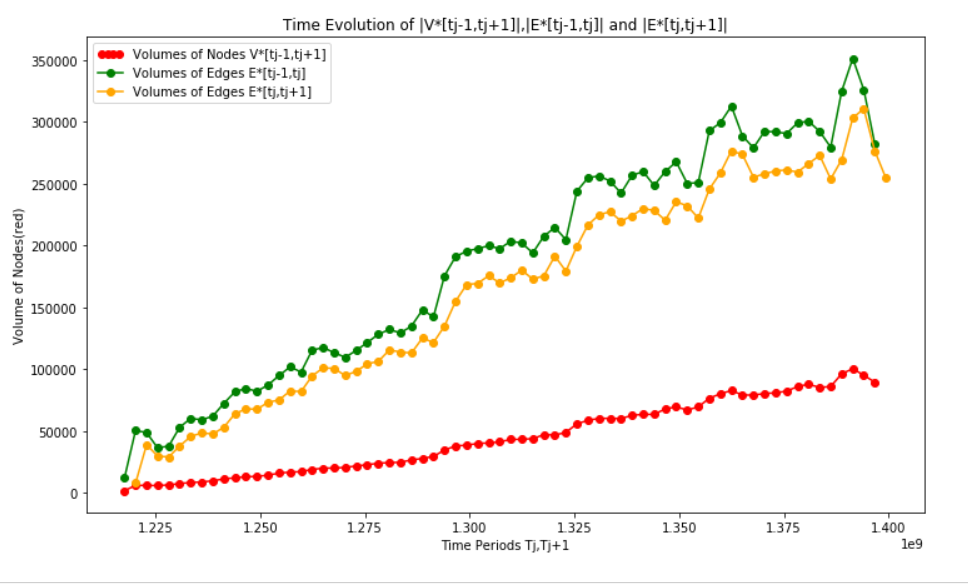 Time Evolution of |V*[tj-1,tj+1]|,|E*[tj-1,tj]| and |E*[tj,tj+1]|
Volumes of Nodes V*[tj-1,tj+1]
Volumes of Edges E*[tj-1,tj]
Volumes of Edges E*[tj,tj+1]
Volume of Nodes(red)
350000
300000
250000
200000
150000
100000
50000
0
1.225 1.250 1.275 1.300 1.325 1.350 1.375 1.400
1e9
Time Periods Tj,Tj+1